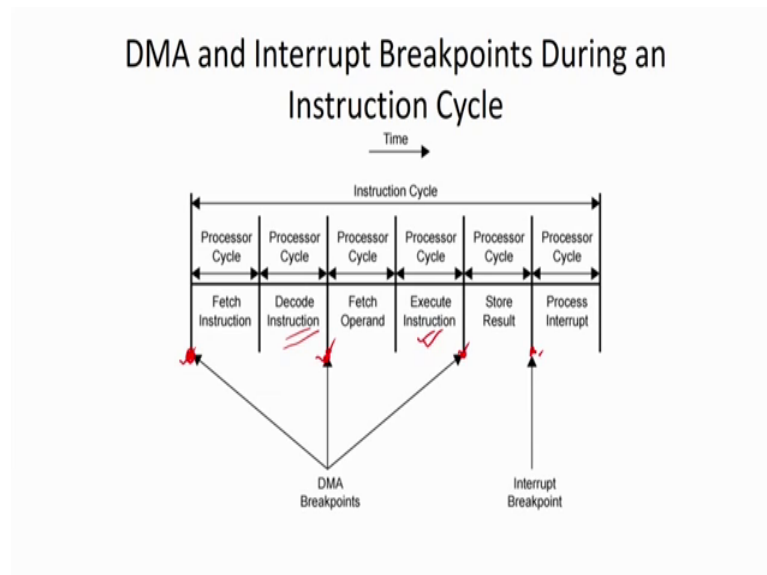 DMA and Interrupt Breakpoints During an
Instruction Cycle
Time
Instruction Cycle
Processor Processor Processor Processor Processor Processor
Cycle Cycle Cycle Cycle Cycle Cycle
Fetch Decode Fetch Execute Store Process
Instruction Instruction Operand Instruction Result Interrupt
DMA Interrupt
Breakpoints Breakpoint